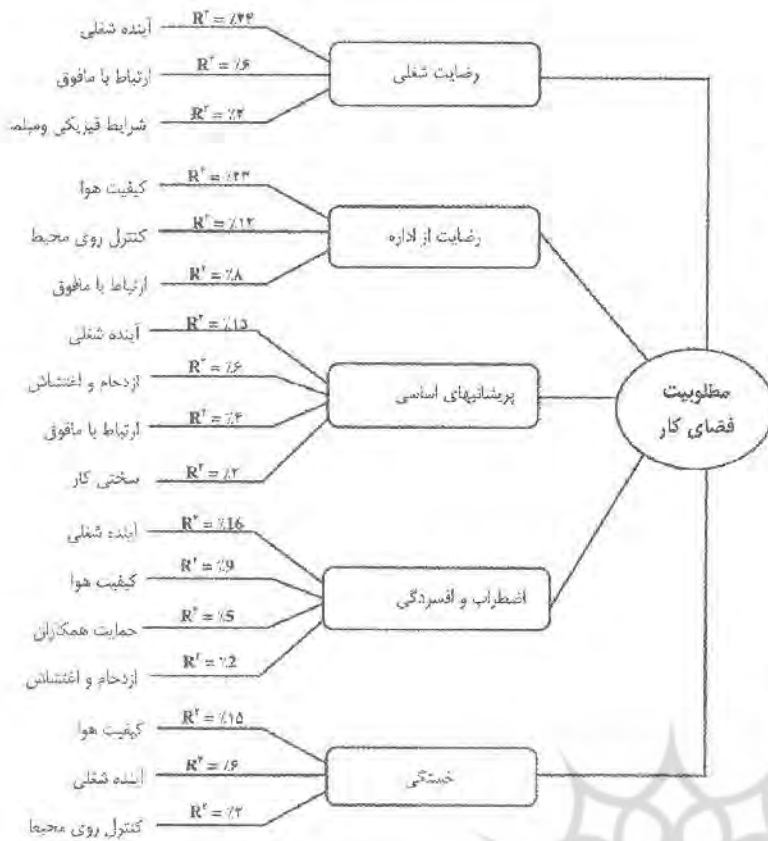 مطلوبیت
فضای کار
رضایت شغلی
R² = ٪۴۴ آینده شغلی
R² = ٪۶ ارتباط با مافوق
R² = ٪۲ شرایط فیزیکی
رضایت از اداره
R² = ٪۲۳ کیفیت هوا
R² = ٪۱۲ کنترل روی محیط
R² = ٪۸ ارتباط با مافوق
پریشانیهای اساسی
R² = ٪۱۵ آینده شغلی
R² = ٪۶ ازدحام و اغتشاش
R² = ٪۴ ارتباط با مافوق
R² = ٪۲ سختی کار
اضطراب و افسردگی
R² = ٪16 آینده شغلی
R² = ٪9 کیفیت هوا
R² = ٪5 حمایت همکاران
R² = ٪2 ازدحام و اغتشاش
خستگی
R² = ٪۱۵ کیفیت هوا
R² = ٪۶ آینده شغلی
R² = کنترل روی محیط